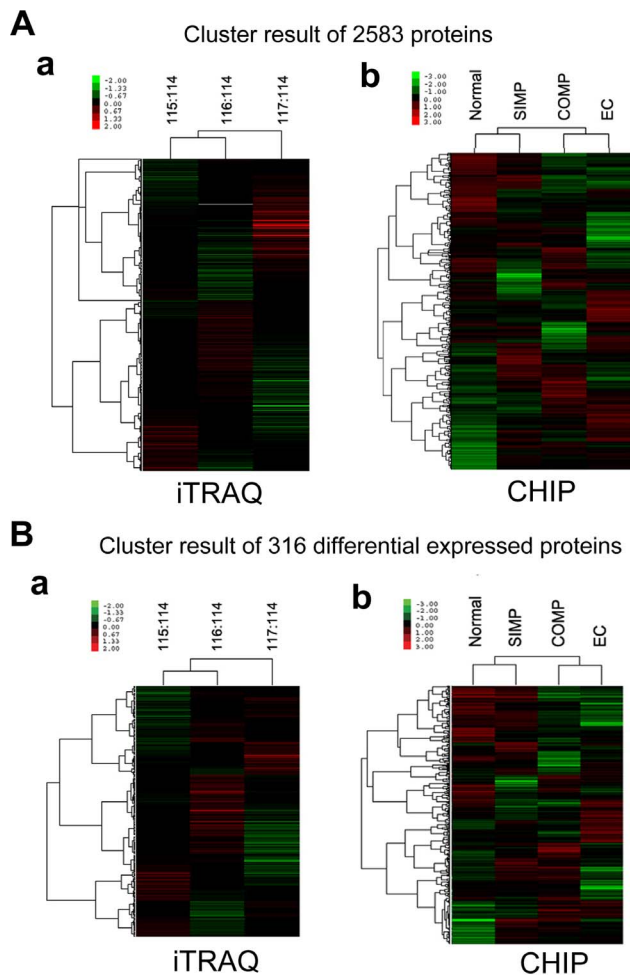 A
Cluster result of 2583 proteins
a
-2.00
-1.33
-0.67
0.00
0.67
1.33
2.00
115:114
116:114
117:114
iTRAQ
b
-3.00
-2.00
-1.00
0.00
1.00
2.00
3.00
Normal
SIMP
COMP
EC
CHIP
B
Cluster result of 316 differential expressed proteins
a
-2.00
-1.33
-0.67
0.00
0.67
1.33
2.00
115:114
116:114
117:114
iTRAQ
b
-3.00
-2.00
-1.00
0.00
1.00
2.00
3.00
Normal
SIMP
COMP
EC
CHIP